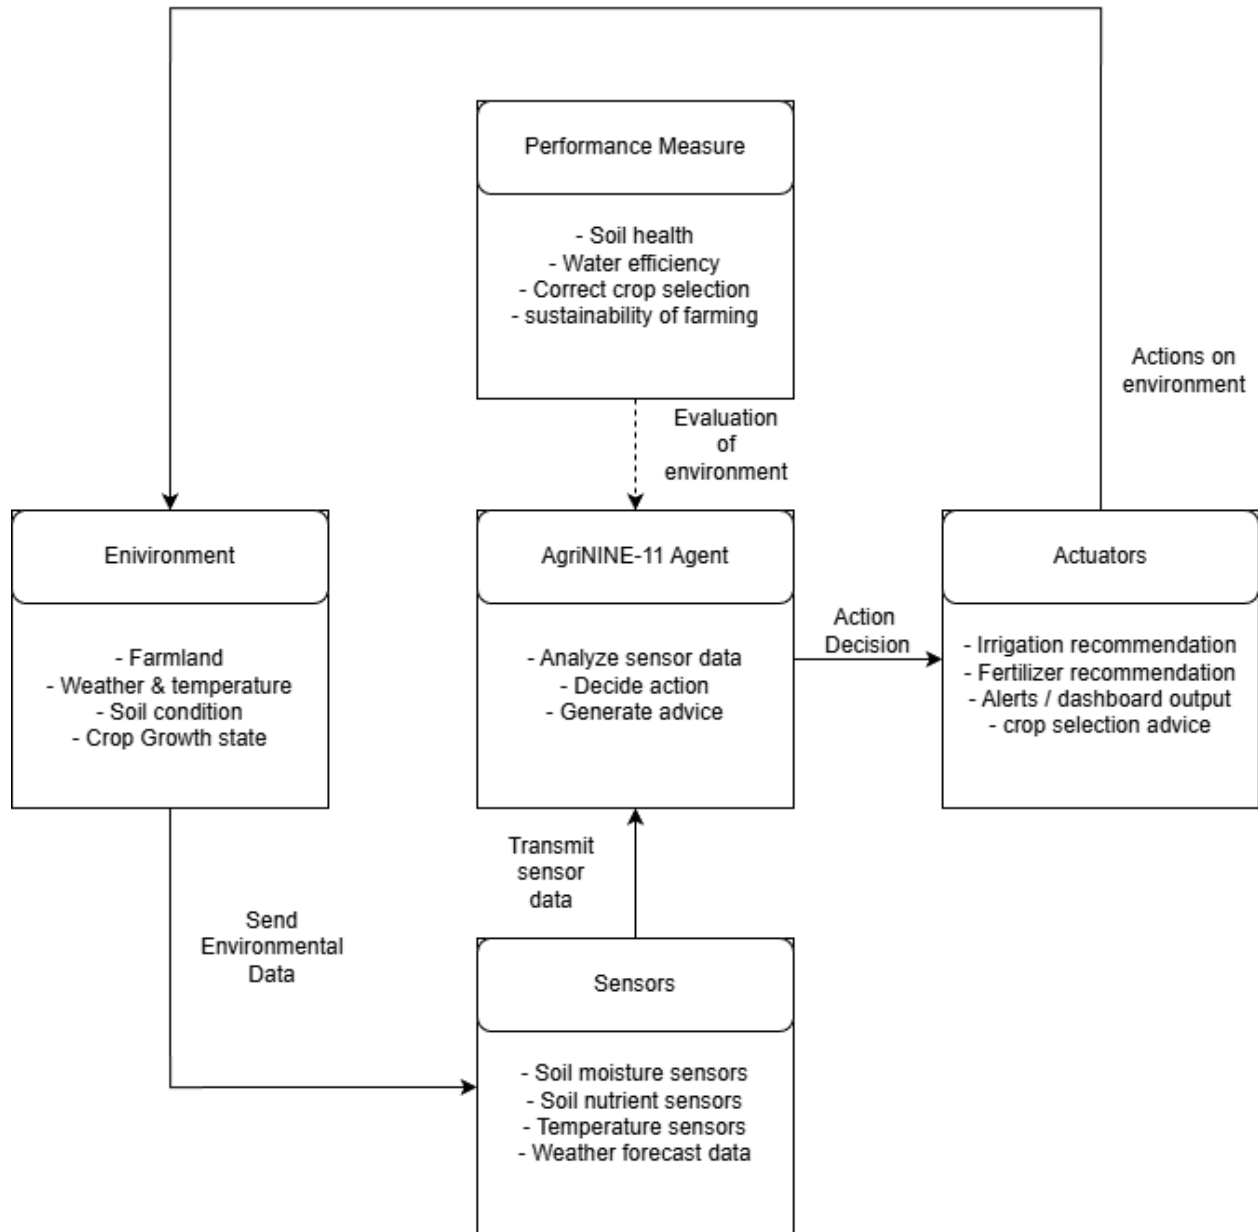 Performance Measure
- Soil health
- Water efficiency
- Correct crop selection
- sustainability of farming
Actions on
environment
Evaluation
of
environment
Enivironment
- Farmland
- Weather & temperature
- Soil condition
- Crop Growth state
AgriNINE-11 Agent
- Analyze sensor data
- Decide action
- Generate advice
Action
Decision
Actuators
- Irrigation recommendation
- Fertilizer recommendation
- Alerts / dashboard output
- crop selection advice
Transmit
sensor
data
Send
Environmental
Data
Sensors
- Soil moisture sensors
- Soil nutrient sensors
- Temperature sensors
- Weather forecast data